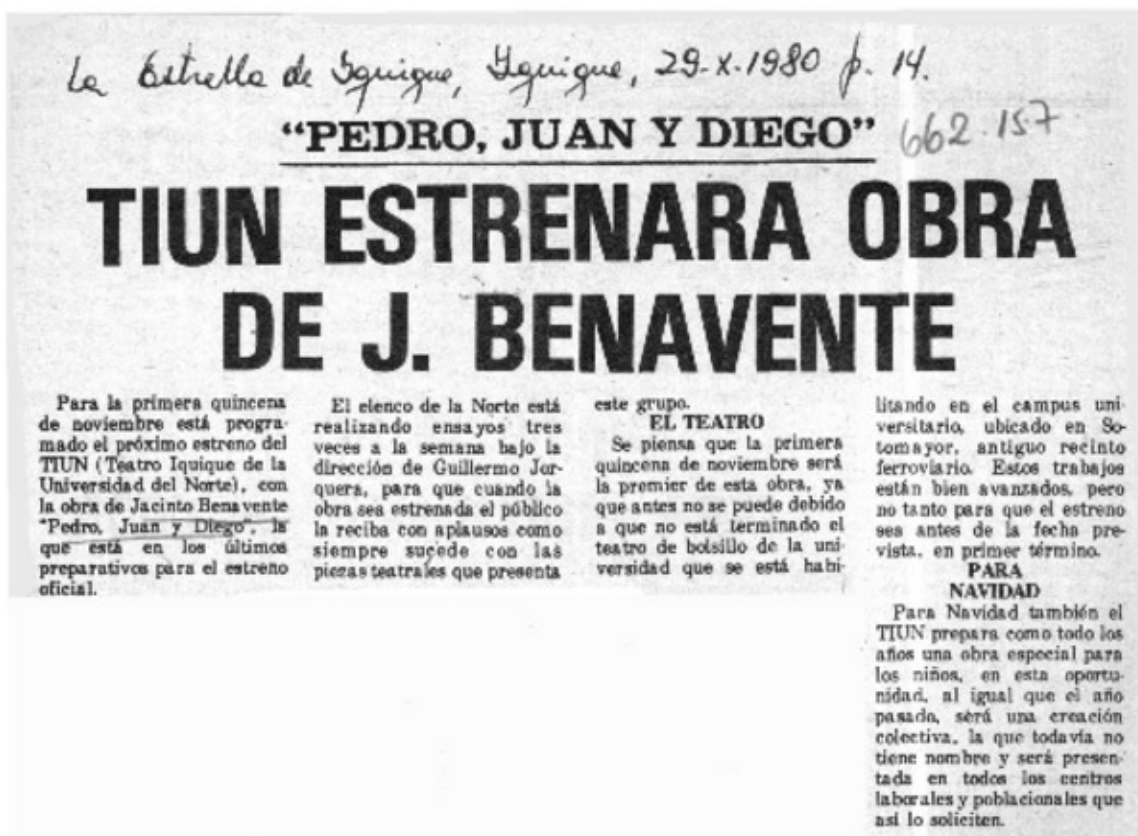 La Estrella de Iquique, Iquique, 29-X-1980 p. 14.
662.157
"PEDRO, JUAN Y DIEGO"
TIUN ESTRENARA OBRA
DE J. BENAVENTE
Para la primera quincena
de noviembre está progra-
mado el próximo estreno del
TIUN (Teatro Iquique de la
Universidad del Norte), con
la obra de Jacinto Benavente
"Pedro, Juan y Diego", la
que está en los últimos
preparativos para el estreno
oficial.
El elenco de la Norte está
realizando ensayos tres
veces a la semana bajo la
dirección de Guillermo Jor-
quera, para que cuando la
obra sea estrenada el público
la reciba con aplausos como
siempre sucede con las
piezas teatrales que presenta
este grupo.
EL TEATRO
Se piensa que la primera
quincena de noviembre será
la premier de esta obra, ya
que antes no se puede debido
a que no está terminado el
teatro de bolsillo de la uni-
versidad que se está habi-
litando en el campus uni-
versitario, ubicado en So-
tomayor, antiguo recinto
ferroviario. Estos trabajos
están bien avanzados, pero
no tanto para que el estreno
sea antes de la fecha pre-
vista, en primer término.
PARA
NAVIDAD
Para Navidad también el
TIUN prepara como todo los
años una obra especial para
los niños, en esta oportu-
nidad, al igual que el año
pasado, será una creación
colectiva, la que todavía no
tiene nombre y será presen-
tada en todos los centros
laborales y poblacionales que
así lo soliciten.